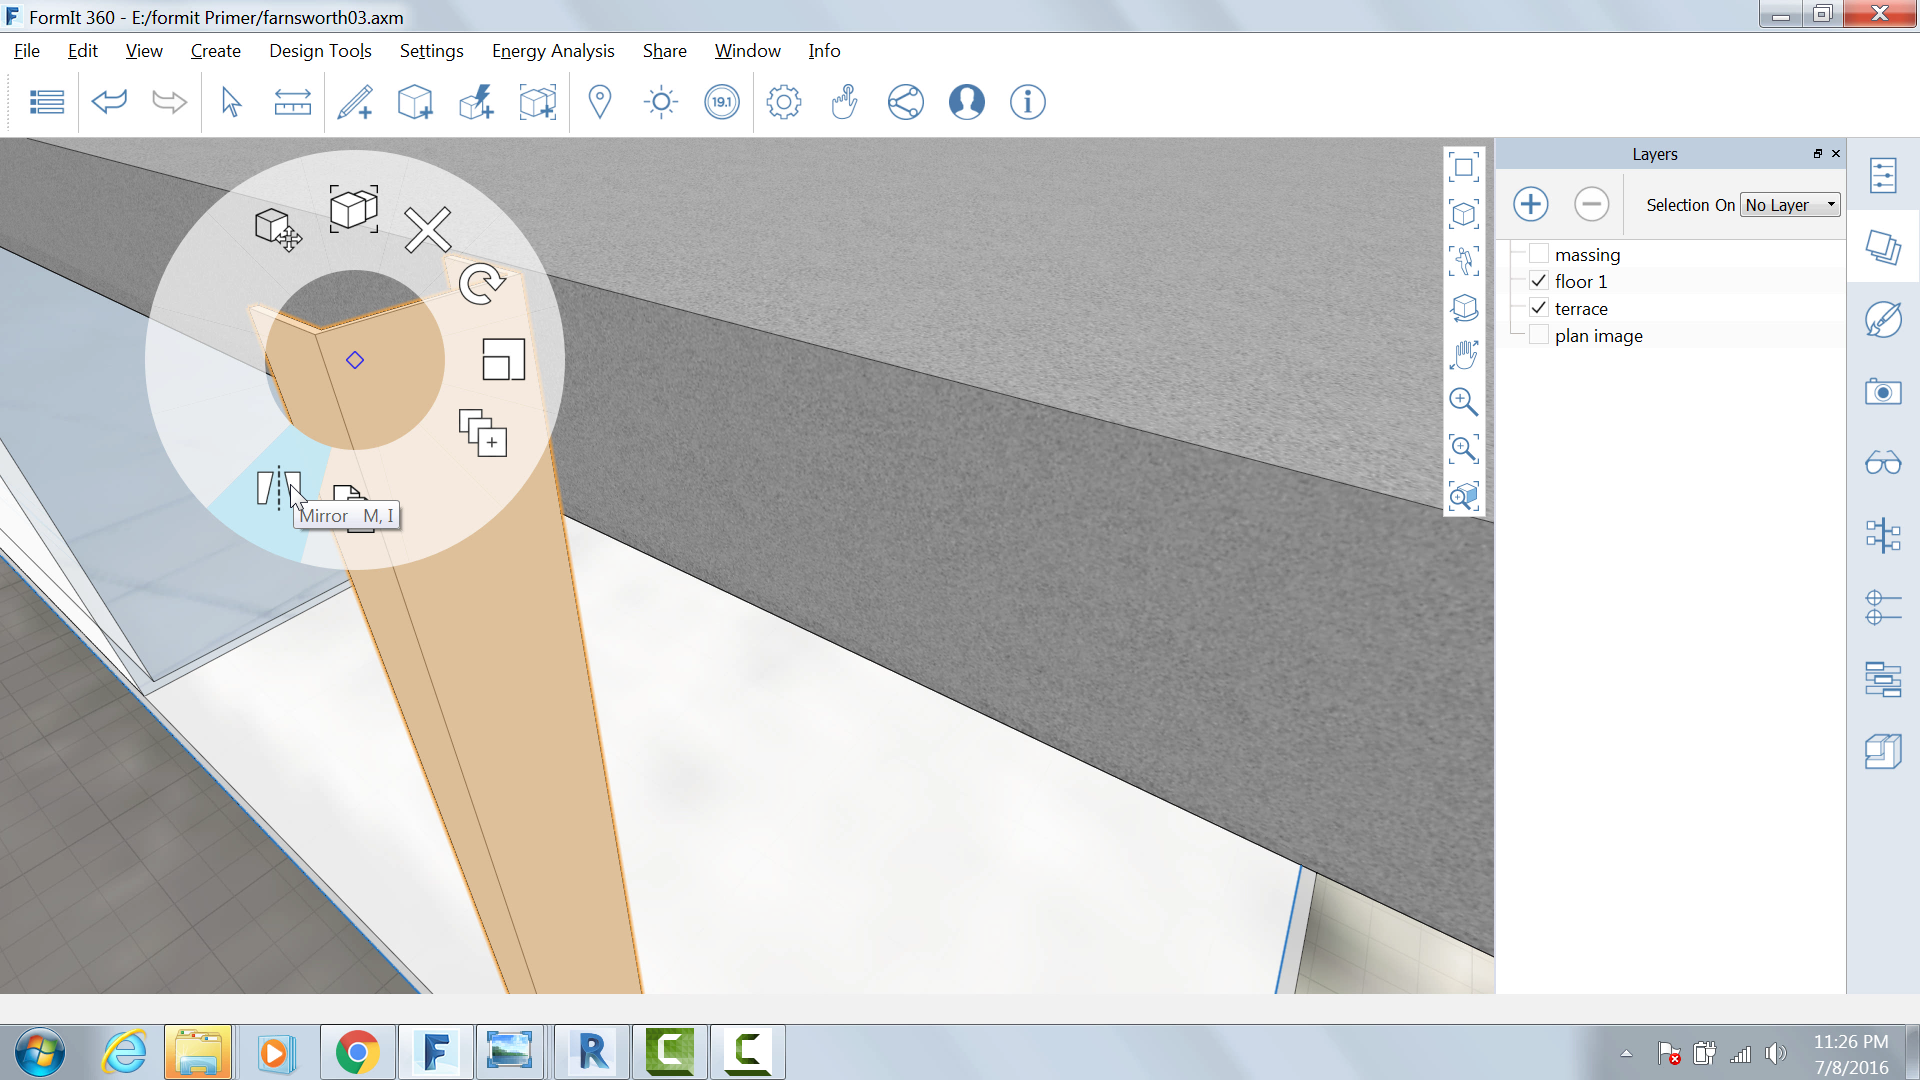 FormIt 360 - E:/formit Primer/farnsworth03.axm
File Edit View Create Design Tools Settings Energy Analysis Share Window Info
19.1
Layers
Selection On No Layer
massing
floor 1
terrace
plan image
Mirror M, I
11:26 PM
7/8/2016